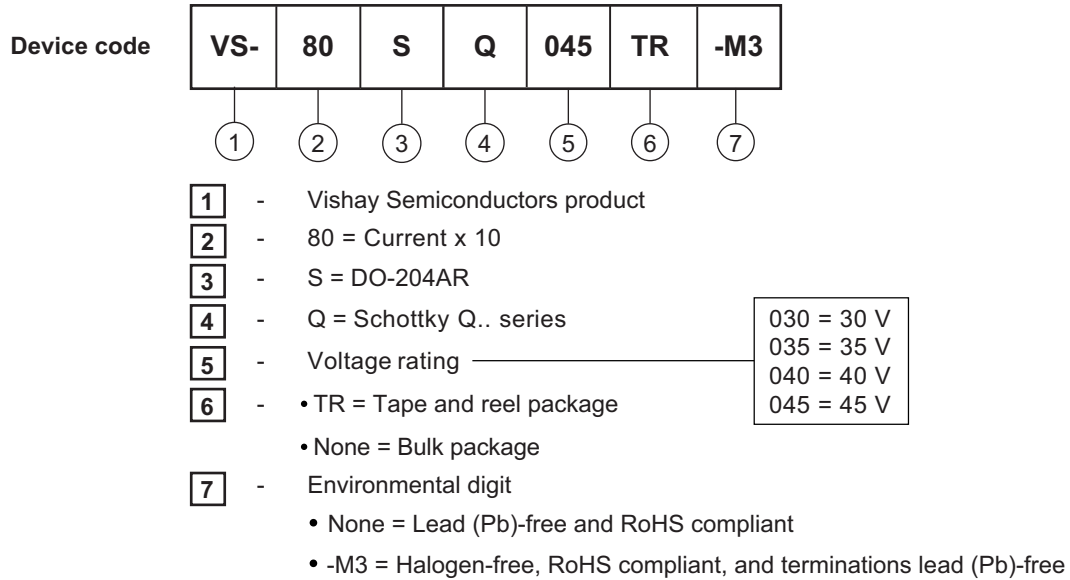 Device code VS- 80 S Q 045 TR -M3
1 2 3 4 5 6 7
1 - Vishay Semiconductors product
2 - 80 = Current x 10
3 - S = DO-204AR
4 - Q = Schottky Q.. series
5 - Voltage rating
030 = 30 V
035 = 35 V
040 = 40 V
045 = 45 V
6 - • TR = Tape and reel package
• None = Bulk package
7 - Environmental digit
• None = Lead (Pb)-free and RoHS compliant
• -M3 = Halogen-free, RoHS compliant, and terminations lead (Pb)-free